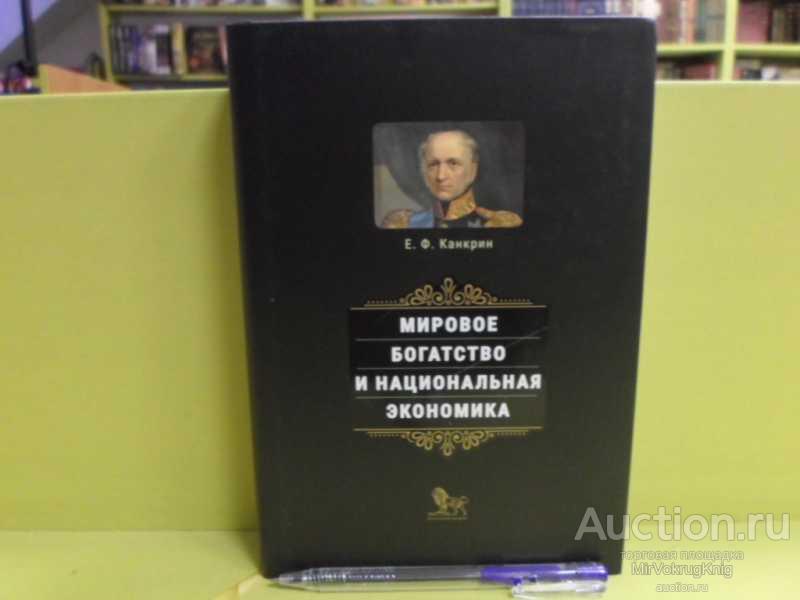 Е. Ф. Канкрин
МИРОВОЕ
БОГАТСТВО
И НАЦИОНАЛЬНАЯ
ЭКОНОМИКА
Auction.ru
торговая площадка
MirVokrugKnig
auction.ru